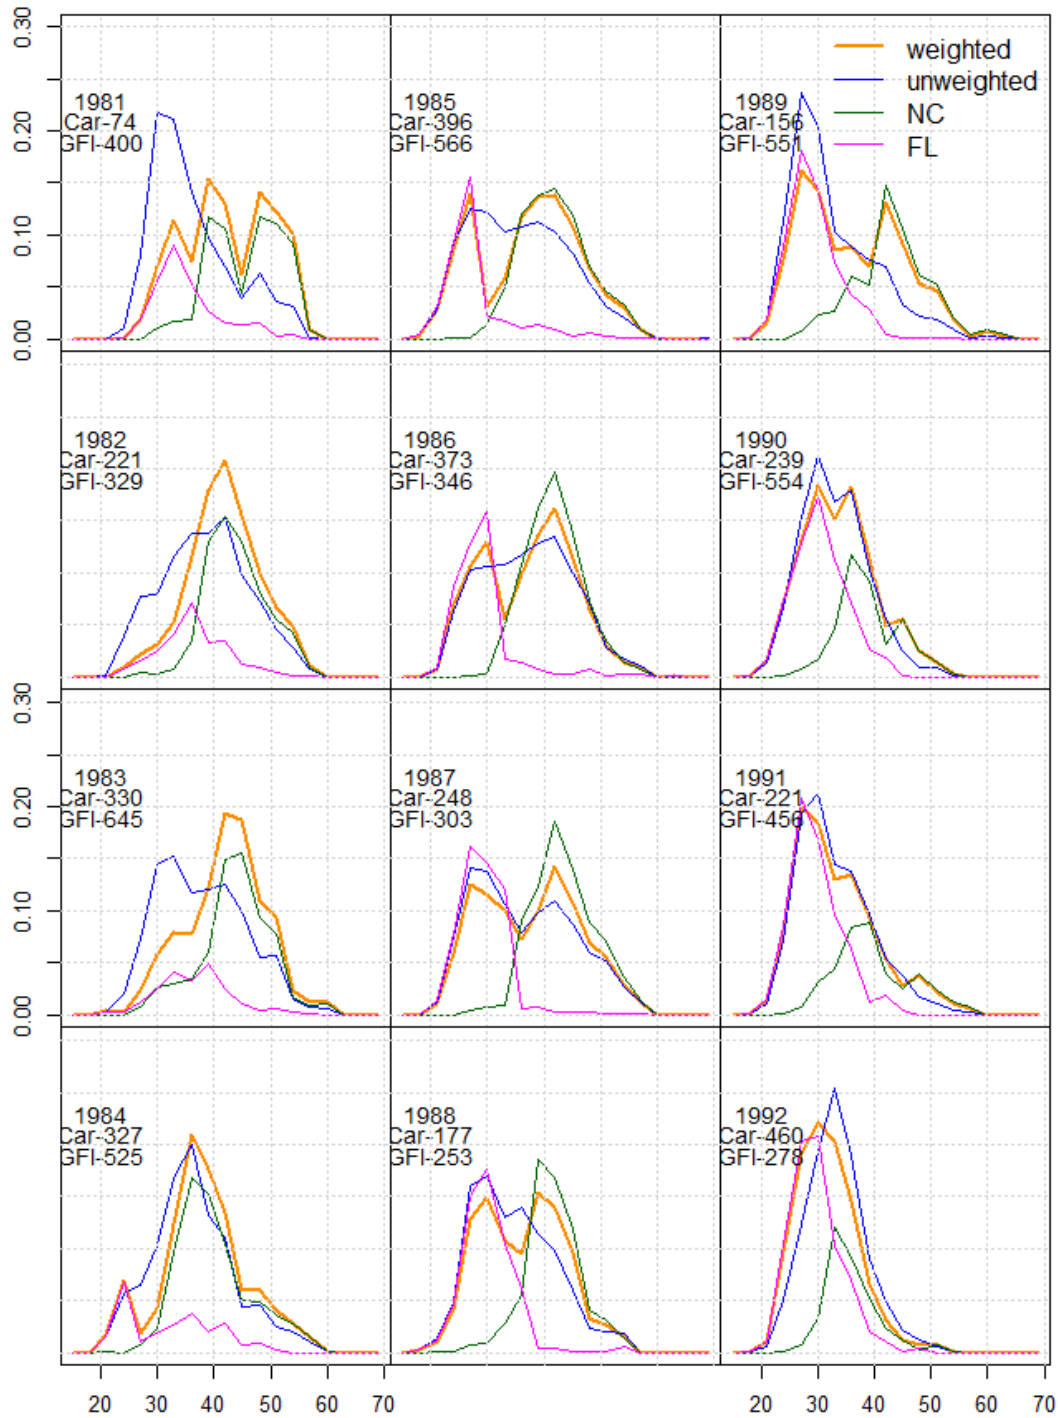 0.30
weighted
unweighted
NC
FL
1981
Car-74
GFI-400
1985
Car-396
GFI-566
1989
Car-156
GFI-551
0.20
0.10
0.00
1982
Car-221
GFI-329
1986
Car-373
GFI-346
1990
Car-239
GFI-554
0.30
1983
Car-330
GFI-645
1987
Car-248
GFI-303
1991
Car-221
GFI-456
0.20
0.10
0.00
1984
Car-327
GFI-525
1988
Car-177
GFI-253
1992
Car-460
GFI-278
20 30 40 50 60 70
20 30 40 50 60 70